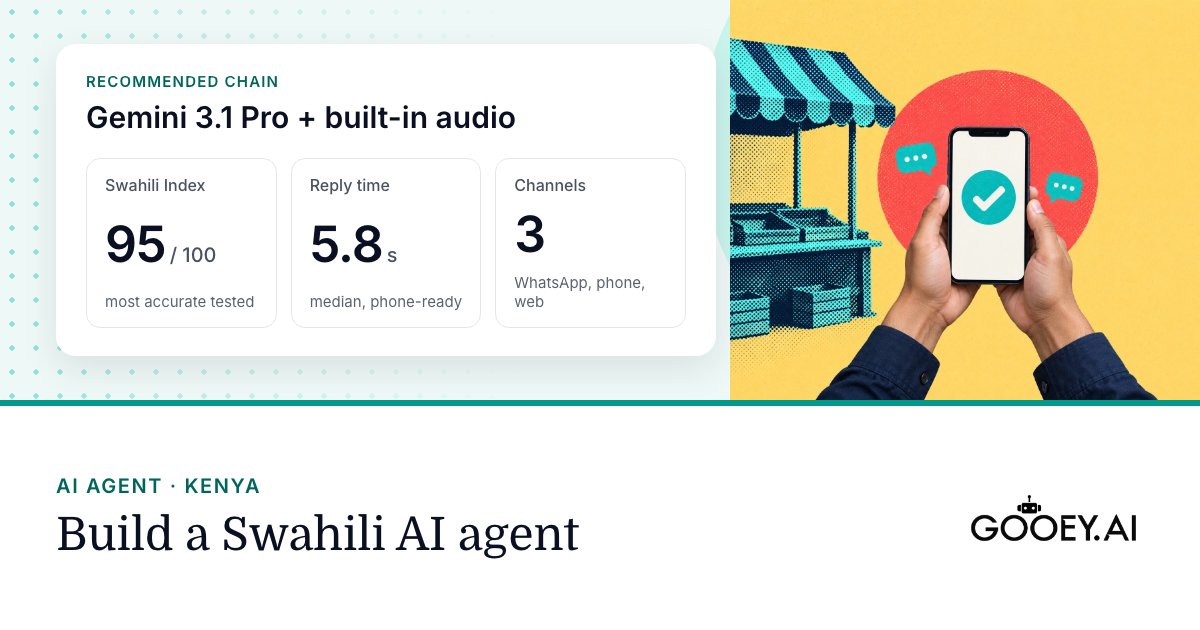 RECOMMENDED CHAIN
Gemini 3.1 Pro + built-in audio
Swahili Index
95 / 100
most accurate tested
Reply time
5.8 s
median, phone-ready
Channels
3
WhatsApp, phone,
web
AI AGENT · KENYA
Build a Swahili AI agent
GOOEY.AI